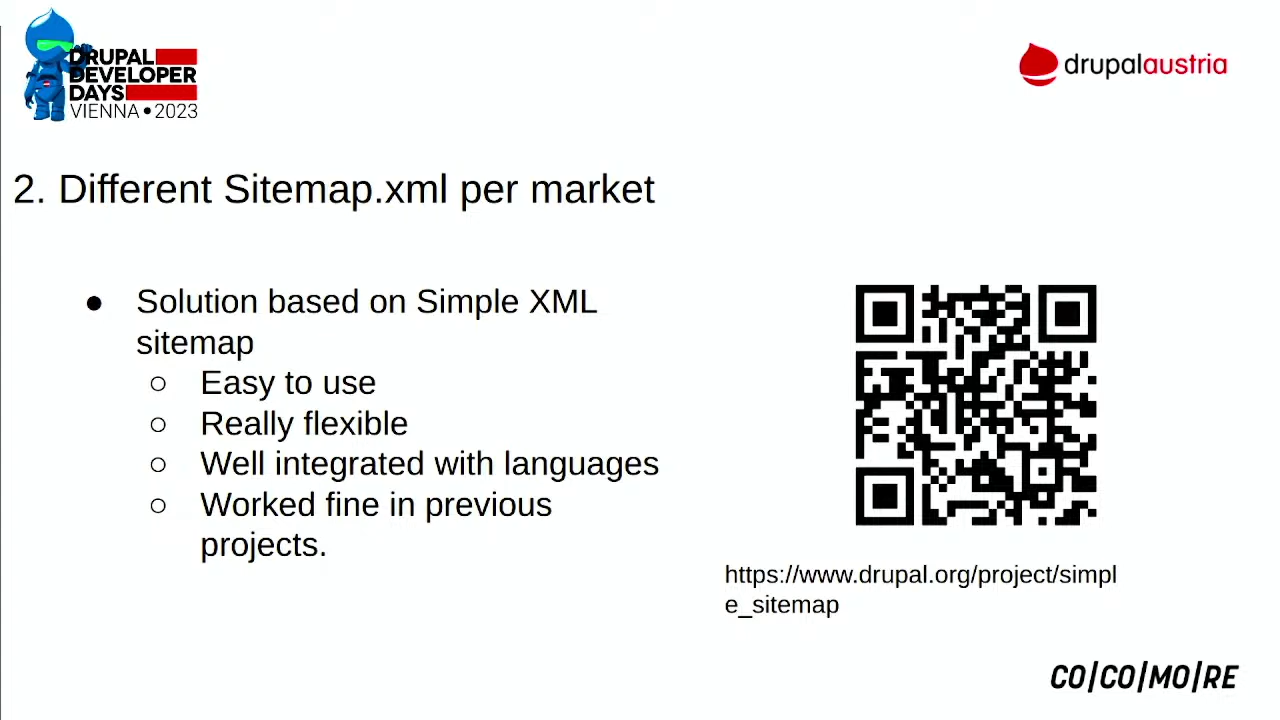 DRUPAL
DEVELOPER
DAYS
VIENNA • 2023
drupalaustria
2. Different Sitemap.xml per market
● Solution based on Simple XML
sitemap
○ Easy to use
○ Really flexible
○ Well integrated with languages
○ Worked fine in previous
projects.
https://www.drupal.org/project/simpl
e_sitemap
CO|CO|MO|RE